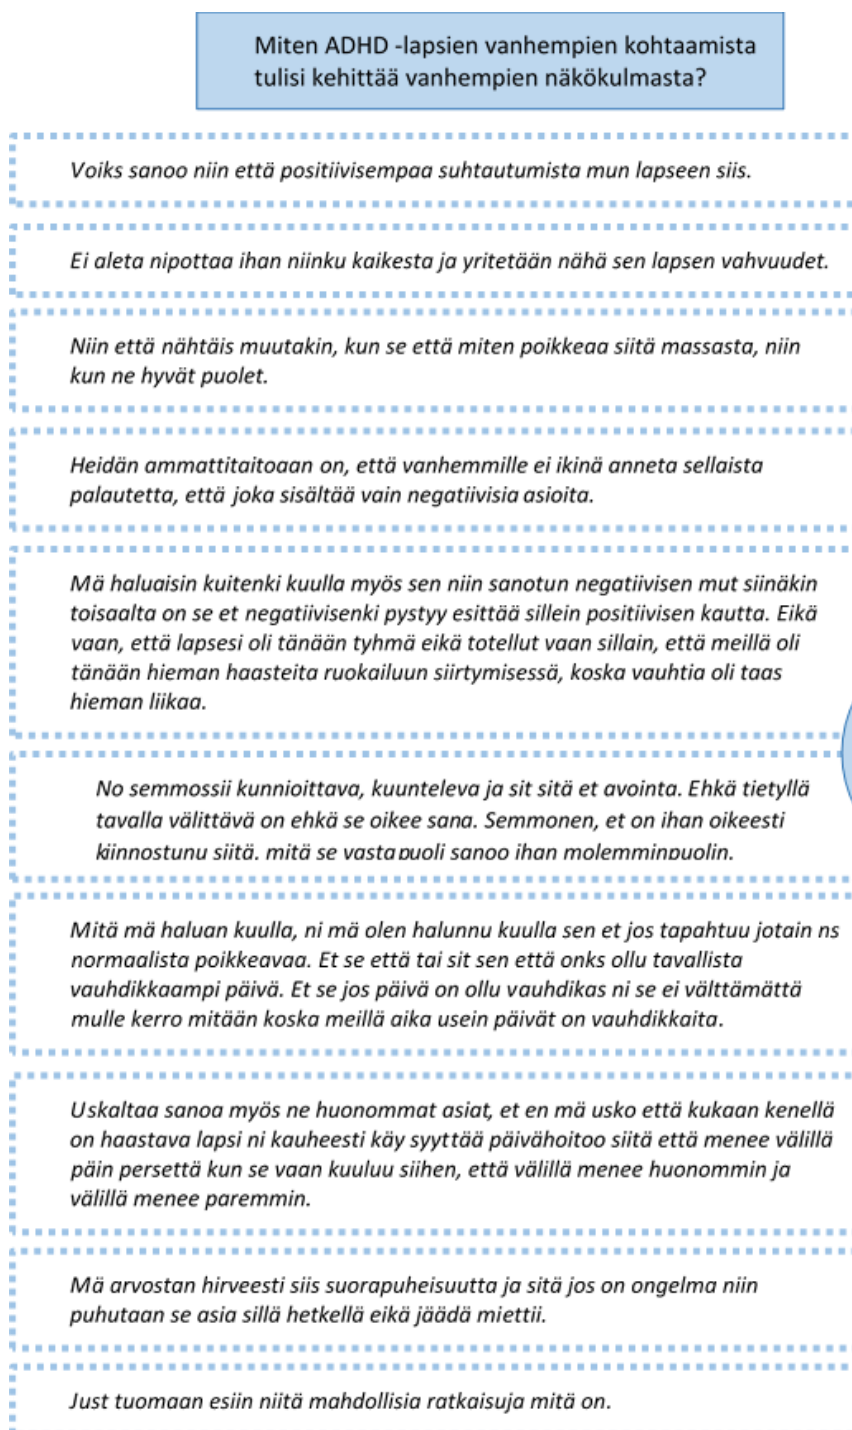 Miten ADHD -lapsien vanhempien kohtaamista
tulisi kehittää vanhempien näkökulmasta?
Voiks sanoo niin että positiivisempaa suhtautumista mun lapseen siis.
Ei aleta nipottaa ihan niinku kaikesta ja yritetään nähä sen lapsen vahvuudet.
Niin että nähtäis muutakin, kun se että miten poikkeaa siitä massasta, niin
kun ne hyvät puolet.
Heidän ammattitaitoaan on, että vanhemmille ei ikinä anneta sellaista
palautetta, että joka sisältää vain negatiivisia asioita.
Mä haluaisin kuitenki kuulla myös sen niin sanotun negatiivisen mut siinäkin
toisaalta on se et negatiivisenki pystyy esittää sillein positiivisen kautta. Eikä
vaan, että lapsesi oli tänään tyhmä eikä totellut vaan sillain, että meillä oli
tänään hieman haasteita ruokailuun siirtymisessä, koska vauhtia oli taas
hieman liikaa.
No semmossii kunnioittava, kuunteleva ja sit sitä et avointa. Ehkä tietyllä
tavalla välittävä on ehkä se oikee sana. Semmonen, et on ihan oikeesti
kiinnostunu siitä, mitä se vastapuoli sanoo ihan molemminpuolin.
Mitä mä haluan kuulla, ni mä olen halunnu kuulla sen et jos tapahtuu jotain ns
normaalista poikkeavaa. Et se että tai sit sen että onks ollu tavallista
vauhdikkaampi päivä. Et se jos päivä on ollu vauhdikas ni se ei välttämättä
mulle kerro mitään koska meillä aika usein päivät on vauhdikkaita.
Uskaltaa sanoa myös ne huonommat asiat, et en mä usko että kukaan kenellä
on haastava lapsi ni kauheesti käy syyttää päivähoitoo siitä että menee välillä
päin persettä kun se vaan kuuluu siihen, että välillä menee huonommin ja
välillä menee paremmin.
Mä arvostan hirveesti siis suorapuheisuutta ja sitä jos on ongelma niin
puhutaan se asia sillä hetkellä eikä jäädä miettii.
Just tuomaan esiin niitä mahdollisia ratkaisuja mitä on.